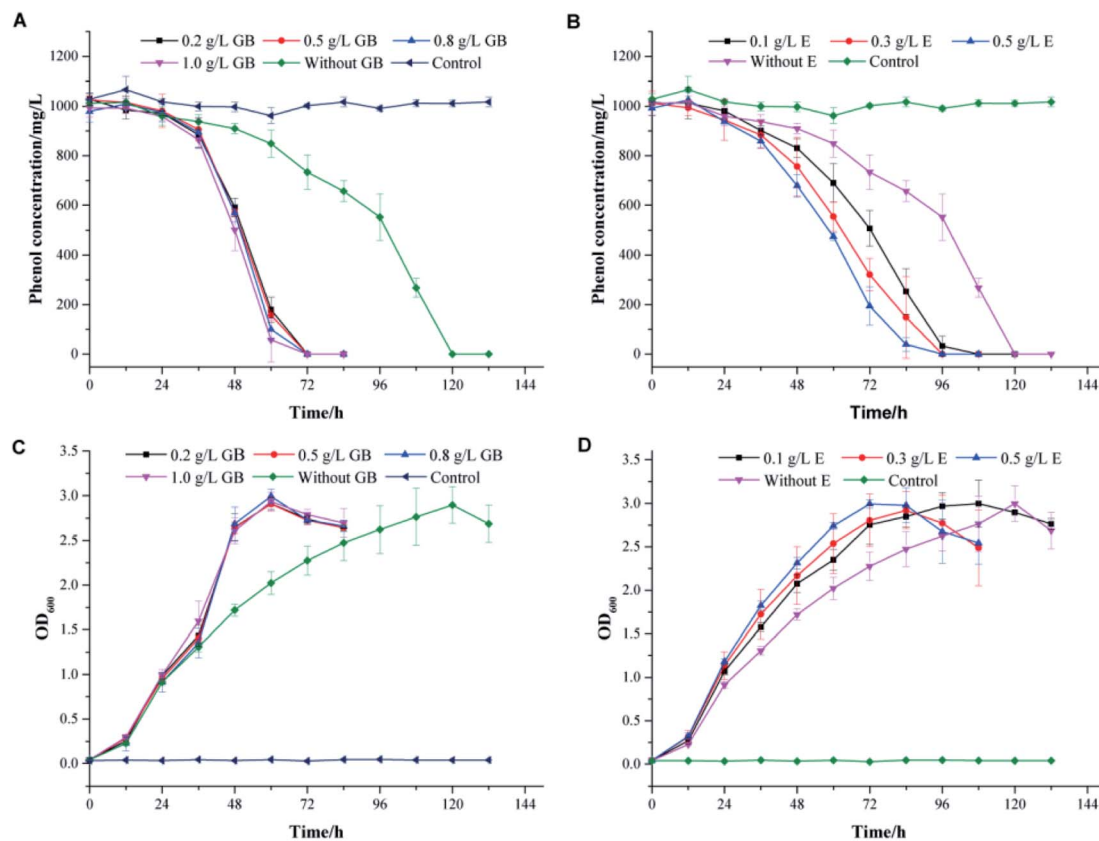 A
0.2 g/L GB 0.5 g/L GB 0.8 g/L GB
1.0 g/L GB Without GB Control
Phenol concentration/mg/L
1200
1000
800
600
400
200
0
0 24 48 72 96 120 144
Time/h
B
0.1 g/L E 0.3 g/L E 0.5 g/L E
Without E Control
Phenol concentration/mg/L
1200
1000
800
600
400
200
0
0 24 48 72 96 120 144
Time/h
C
0.2 g/L GB 0.5 g/L GB 0.8 g/L GB
1.0 g/L GB Without GB Control
OD600
3.5
3.0
2.5
2.0
1.5
1.0
0.5
0.0
0 24 48 72 96 120 144
Time/h
D
0.1 g/L E 0.3 g/L E 0.5 g/L E
Without E Control
OD600
3.5
3.0
2.5
2.0
1.5
1.0
0.5
0.0
0 24 48 72 96 120 144
Time/h